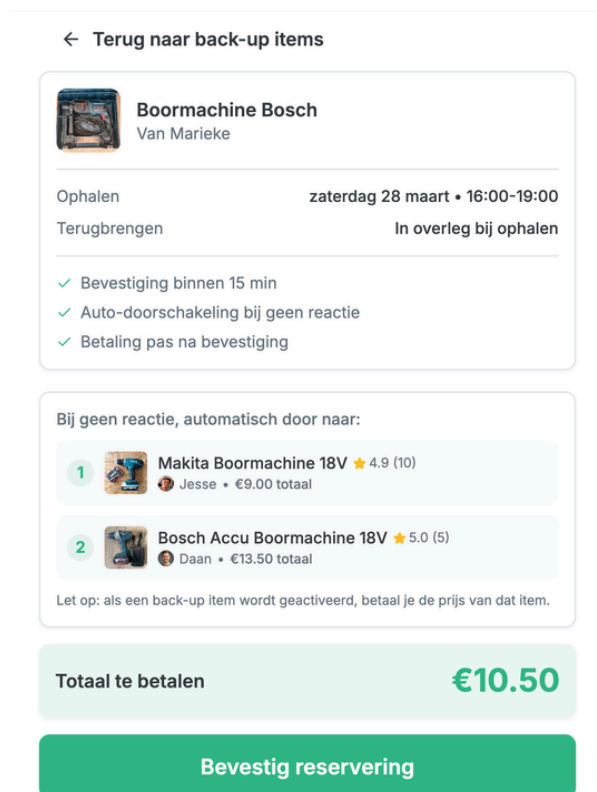 ← Terug naar back-up items
Boormachine Bosch
Van Marieke
Ophalen zaterdag 28 maart • 16:00-19:00
Terugbrengen In overleg bij ophalen
✓ Bevestiging binnen 15 min
✓ Auto-doorschakeling bij geen reactie
✓ Betaling pas na bevestiging
Bij geen reactie, automatisch door naar:
1 Makita Boormachine 18V ★ 4.9 (10)
Jesse • €9.00 totaal
2 Bosch Accu Boormachine 18V ★ 5.0 (5)
Daan • €13.50 totaal
Let op: als een back-up item wordt geactiveerd, betaal je de prijs van dat item.
Totaal te betalen €10.50
Bevestig reservering